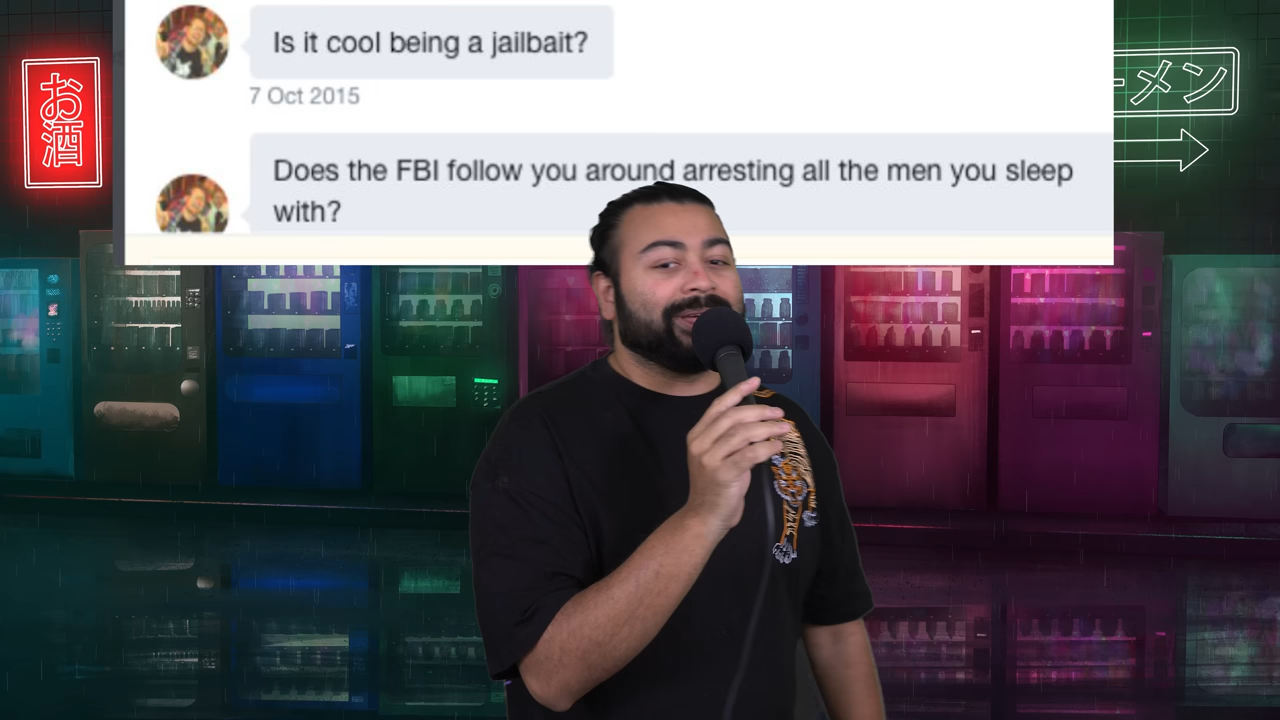 Is it cool being a jailbait?
7 Oct 2015
Does the FBI follow you around arresting all the men you sleep
with?
お酒
ーメン